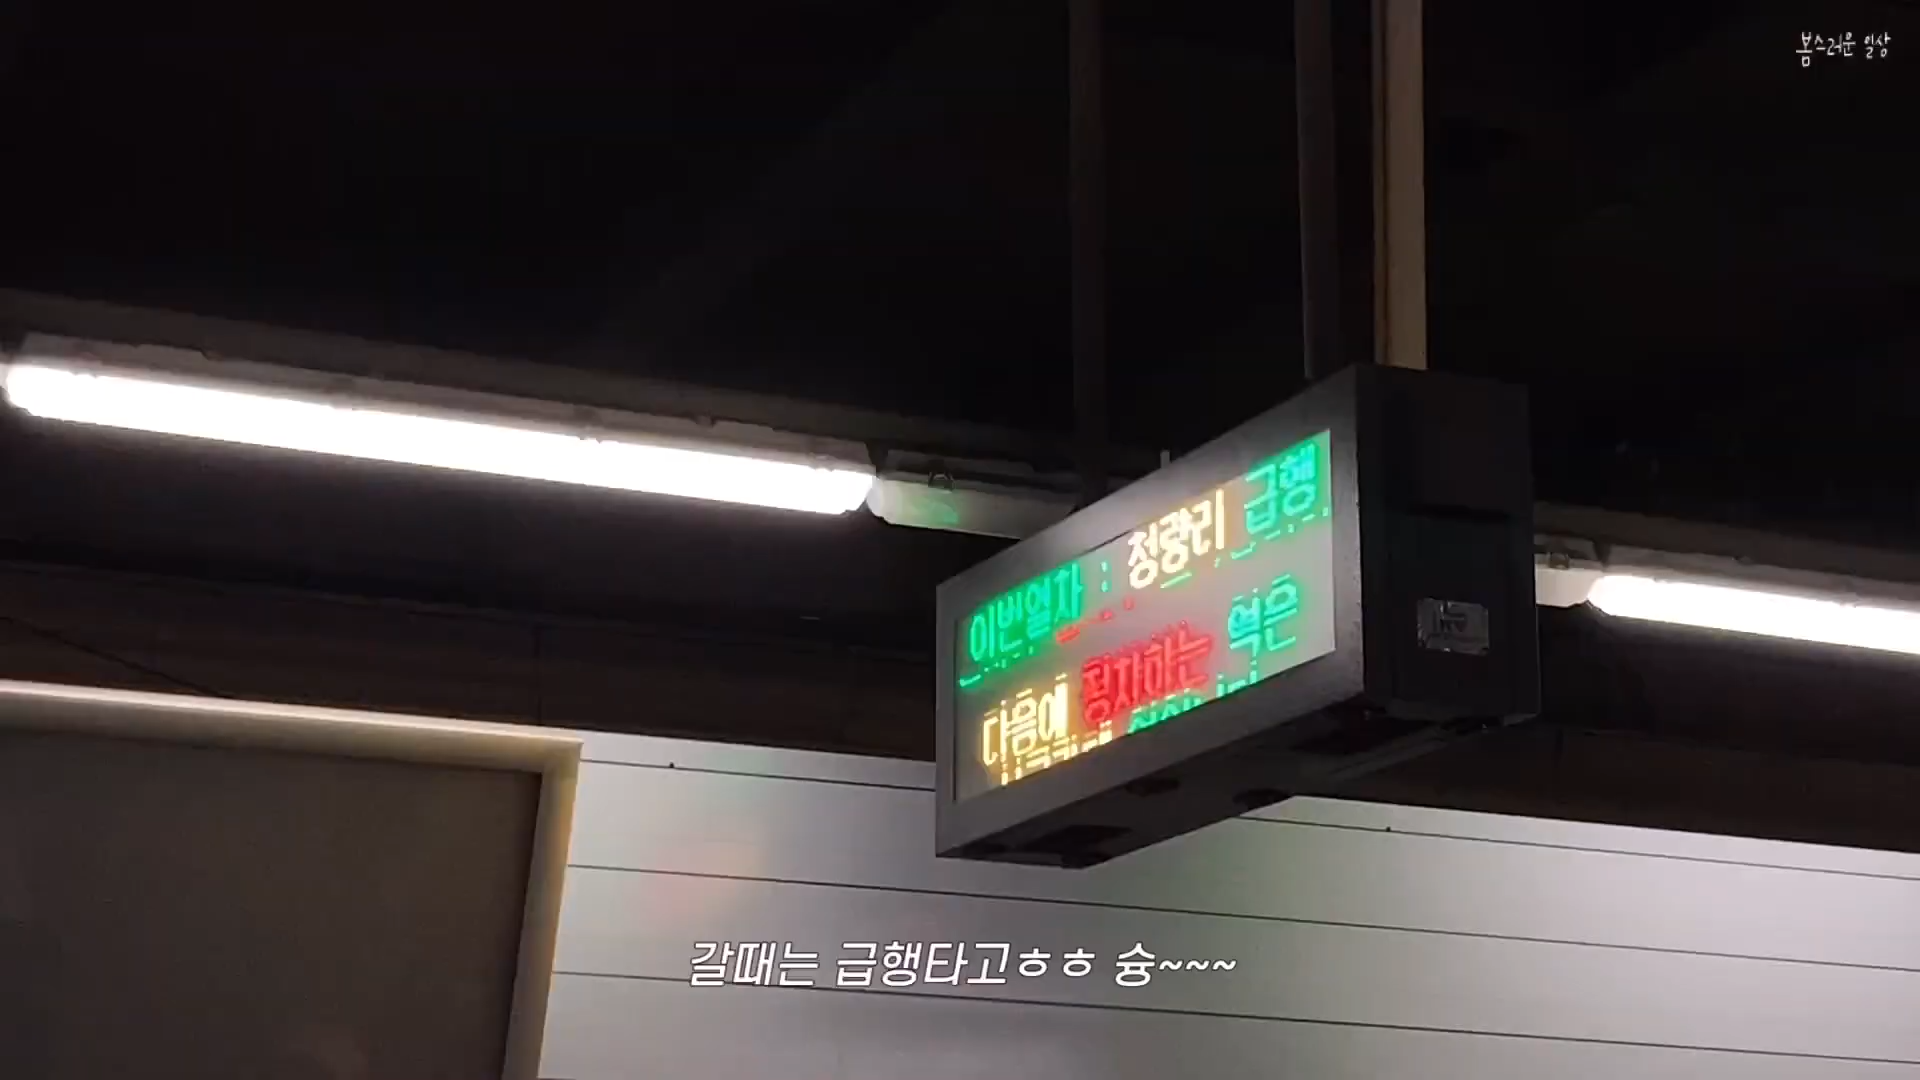 봄스러운 일상
이번열차 : 청량리 급행
다음에 정차하는 역은
갈때는 급행타고ㅎㅎ 슝~~~